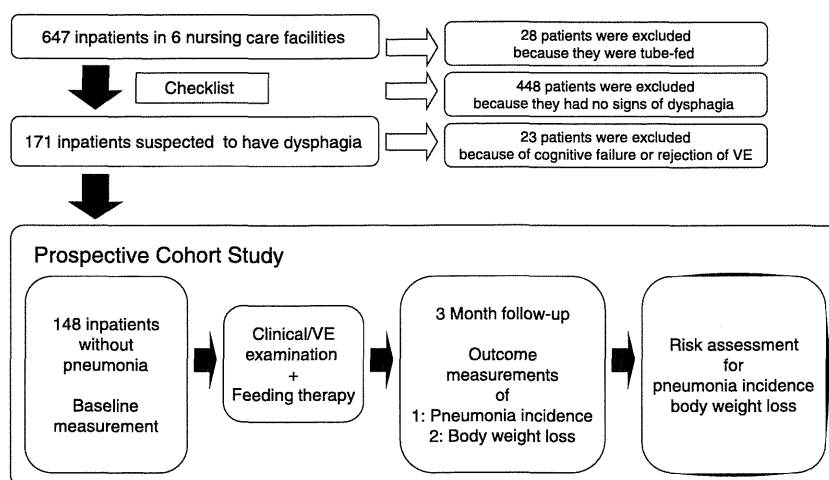 647 inpatients in 6 nursing care facilities
28 patients were excluded
because they were tube-fed
Checklist
448 patients were excluded
because they had no signs of dysphagia
171 inpatients suspected to have dysphagia
23 patients were excluded
because of cognitive failure or rejection of VE
Prospective Cohort Study
148 inpatients
without
pneumonia
Baseline
measurement
Clinical/VE
examination
+
Feeding therapy
3 Month follow-up
Outcome
measurements
of
1: Pneumonia incidence
2: Body weight loss
Risk assessment
for
pneumonia incidence
body weight loss